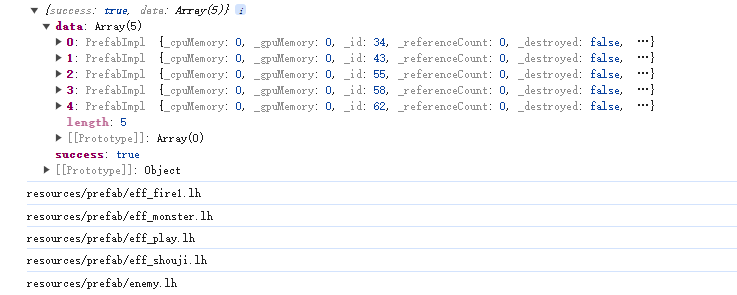 ▼ {success: true, data: Array(5)} i
▼ data: Array(5)
▶ 0: PrefabImpl {_cpuMemory: 0, _gpuMemory: 0, _id: 34, _referenceCount: 0, _destroyed: false, …}
▶ 1: PrefabImpl {_cpuMemory: 0, _gpuMemory: 0, _id: 43, _referenceCount: 0, _destroyed: false, …}
▶ 2: PrefabImpl {_cpuMemory: 0, _gpuMemory: 0, _id: 55, _referenceCount: 0, _destroyed: false, …}
▶ 3: PrefabImpl {_cpuMemory: 0, _gpuMemory: 0, _id: 58, _referenceCount: 0, _destroyed: false, …}
▶ 4: PrefabImpl {_cpuMemory: 0, _gpuMemory: 0, _id: 62, _referenceCount: 0, _destroyed: false, …}
length: 5
▶ [[Prototype]]: Array(0)
success: true
▶ [[Prototype]]: Object
resources/prefab/eff_fire1.lh
resources/prefab/eff_monster.lh
resources/prefab/eff_play.lh
resources/prefab/eff_shouji.lh
resources/prefab/enemy.lh